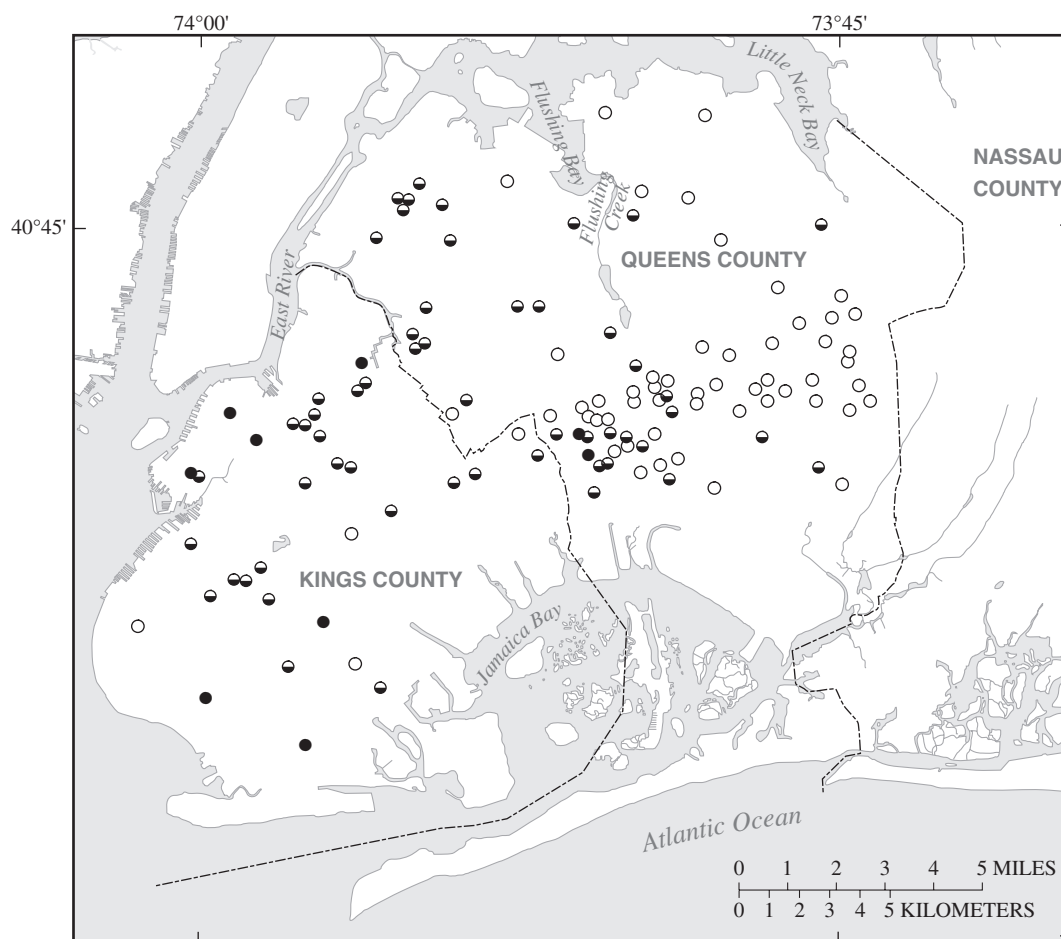 74°00'
73°45'
Little Neck Bay
Flushing Bay
NASSAU
COUNTY
Flushing
Creek
40°45'
QUEENS COUNTY
East River
KINGS COUNTY
Jamaica Bay
Atlantic Ocean
0 1 2 3 4 5 MILES
0 1 2 3 4 5 KILOMETERS